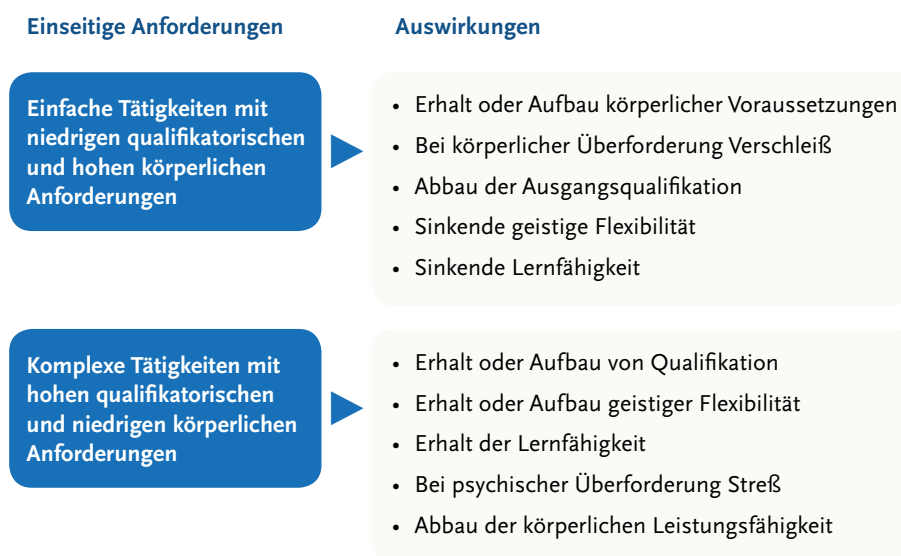 Einseitige Anforderungen
Auswirkungen
Einfache Tätigkeiten mit
niedrigen qualifikatorischen
und hohen körperlichen
Anforderungen
• Erhalt oder Aufbau körperlicher Voraussetzungen
• Bei körperlicher Überforderung Verschleiß
• Abbau der Ausgangsqualifikation
• Sinkende geistige Flexibilität
• Sinkende Lernfähigkeit
Komplexe Tätigkeiten mit
hohen qualifikatorischen
und niedrigen körperlichen
Anforderungen
• Erhalt oder Aufbau von Qualifikation
• Erhalt oder Aufbau geistiger Flexibilität
• Erhalt der Lernfähigkeit
• Bei psychischer Überforderung Streß
• Abbau der körperlichen Leistungsfähigkeit